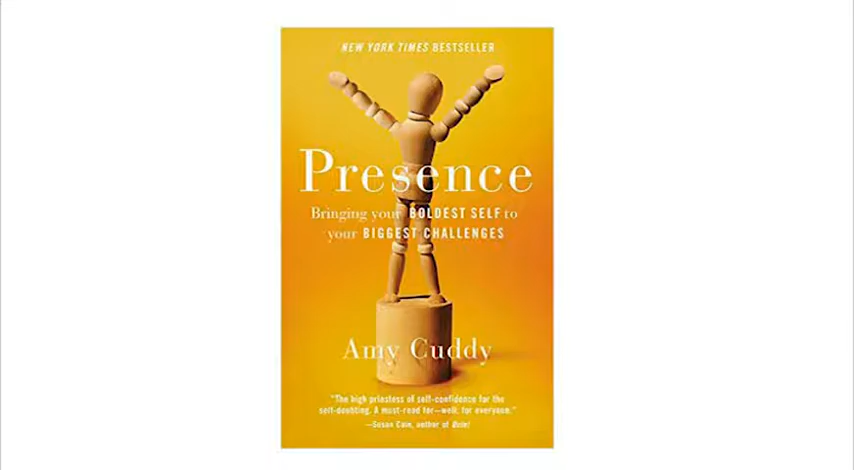 NEW YORK TIMES BESTSELLER
Presence
Bringing your BOLDEST SELF to
your BIGGEST CHALLENGES
Amy Cuddy
"The high priestess of self-confidence for the
self-doubting. A must-read for—well, for everyone."
—Susan Cain, author of Quiet